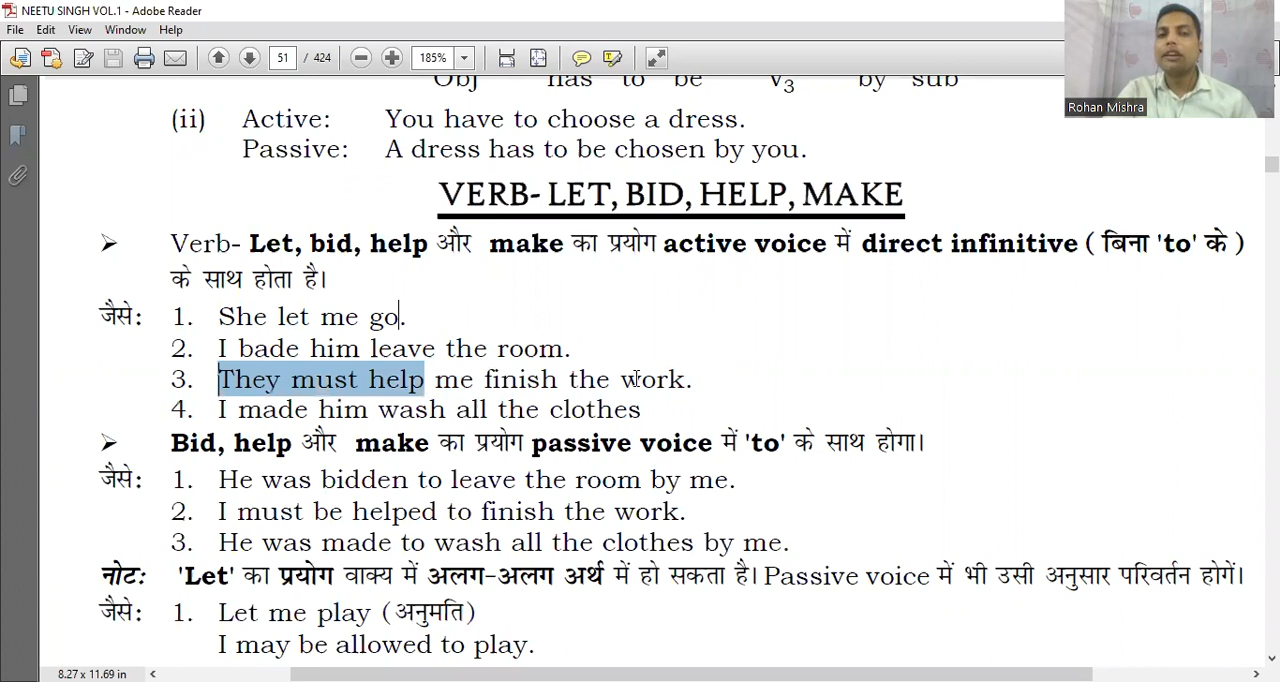 NEETU SINGH VOL.1 - Adobe Reader
File Edit View Window Help
51 / 424 185%
Rohan Mishra
Obj has to be V3 by sub
(ii) Active: You have to choose a dress.
Passive: A dress has to be chosen by you.
VERB- LET, BID, HELP, MAKE
➢ Verb- Let, bid, help और make का प्रयोग active voice में direct infinitive ( बिना 'to' के )
के साथ होता है।
जैसे: 1. She let me go.
2. I bade him leave the room.
3. They must help me finish the work.
4. I made him wash all the clothes
➢ Bid, help और make का प्रयोग passive voice में 'to' के साथ होगा।
जैसे: 1. He was bidden to leave the room by me.
2. I must be helped to finish the work.
3. He was made to wash all the clothes by me.
नोट: 'Let' का प्रयोग वाक्य में अलग-अलग अर्थ में हो सकता है। Passive voice में भी उसी अनुसार परिवर्तन होगें।
जैसे: 1. Let me play (अनुमति)
I may be allowed to play.
8.27 x 11.69 in